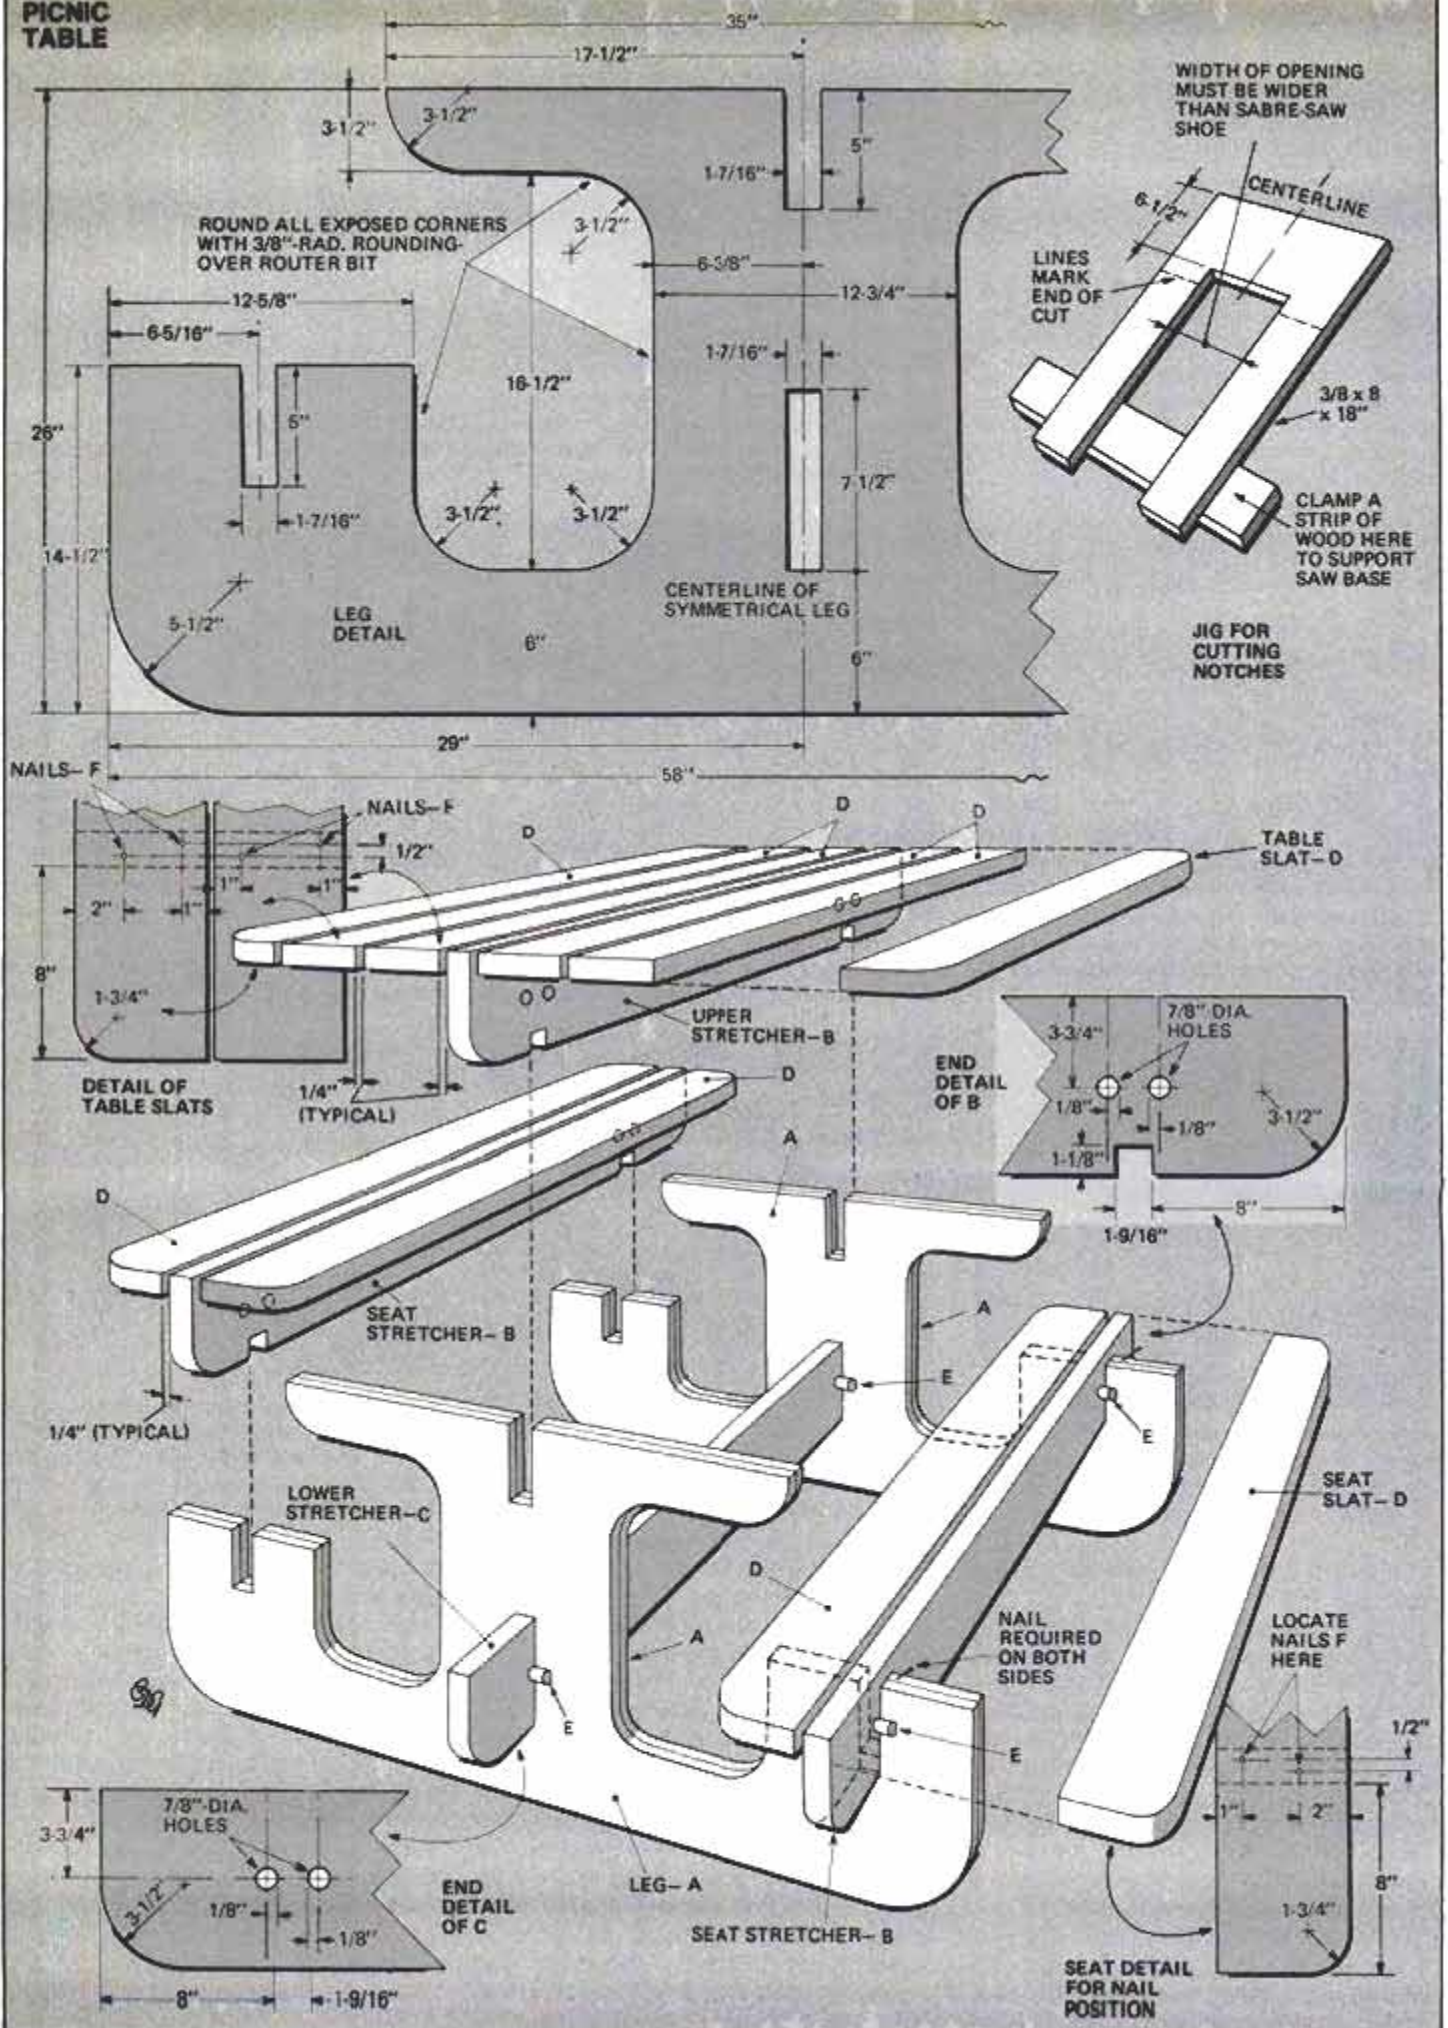 PICNIC
TABLE
35"
17-1/2"
3-1/2"
3-1/2"
5"
1-7/16"
ROUND ALL EXPOSED CORNERS
WITH 3/8"-RAD. ROUNDING-
OVER ROUTER BIT
3-1/2"
6-3/8"
12-3/4"
12-5/8"
6-5/16"
1-7/16"
16-1/2"
26"
5"
7-1/2"
3-1/2"
3-1/2"
1-7/16"
14-1/2"
CENTERLINE OF
SYMMETRICAL LEG
5-1/2"
LEG
DETAIL
6"
6"
29"
58"
WIDTH OF OPENING
MUST BE WIDER
THAN SABRE-SAW
SHOE
CENTERLINE
6-1/2"
LINES
MARK
END OF
CUT
3/8 x 8
x 18"
CLAMP A
STRIP OF
WOOD HERE
TO SUPPORT
SAW BASE
JIG FOR
CUTTING
NOTCHES
NAILS-F
NAILS-F
1/2"
1"
1"
2"
1"
8"
1-3/4"
DETAIL OF
TABLE SLATS
1/4"
(TYPICAL)
D
D
D
TABLE
SLAT-D
UPPER
STRETCHER-B
END
DETAIL
OF B
3-3/4"
7/8"-DIA.
HOLES
1/8"
1/8"
3-1/2"
1-1/8"
8"
1-9/16"
D
D
A
SEAT
STRETCHER-B
1/4" (TYPICAL)
A
E
E
LOWER
STRETCHER-C
SEAT
SLAT-D
D
NAIL
REQUIRED
ON BOTH
SIDES
LOCATE
NAILS F
HERE
A
E
E
1/2"
1"
2"
8"
1-3/4"
LEG-A
SEAT STRETCHER-B
SEAT DETAIL
FOR NAIL
POSITION
7/8"-DIA.
HOLES
3-3/4"
3-1/2"
1/8"
1/8"
END
DETAIL
OF C
8"
1-9/16"